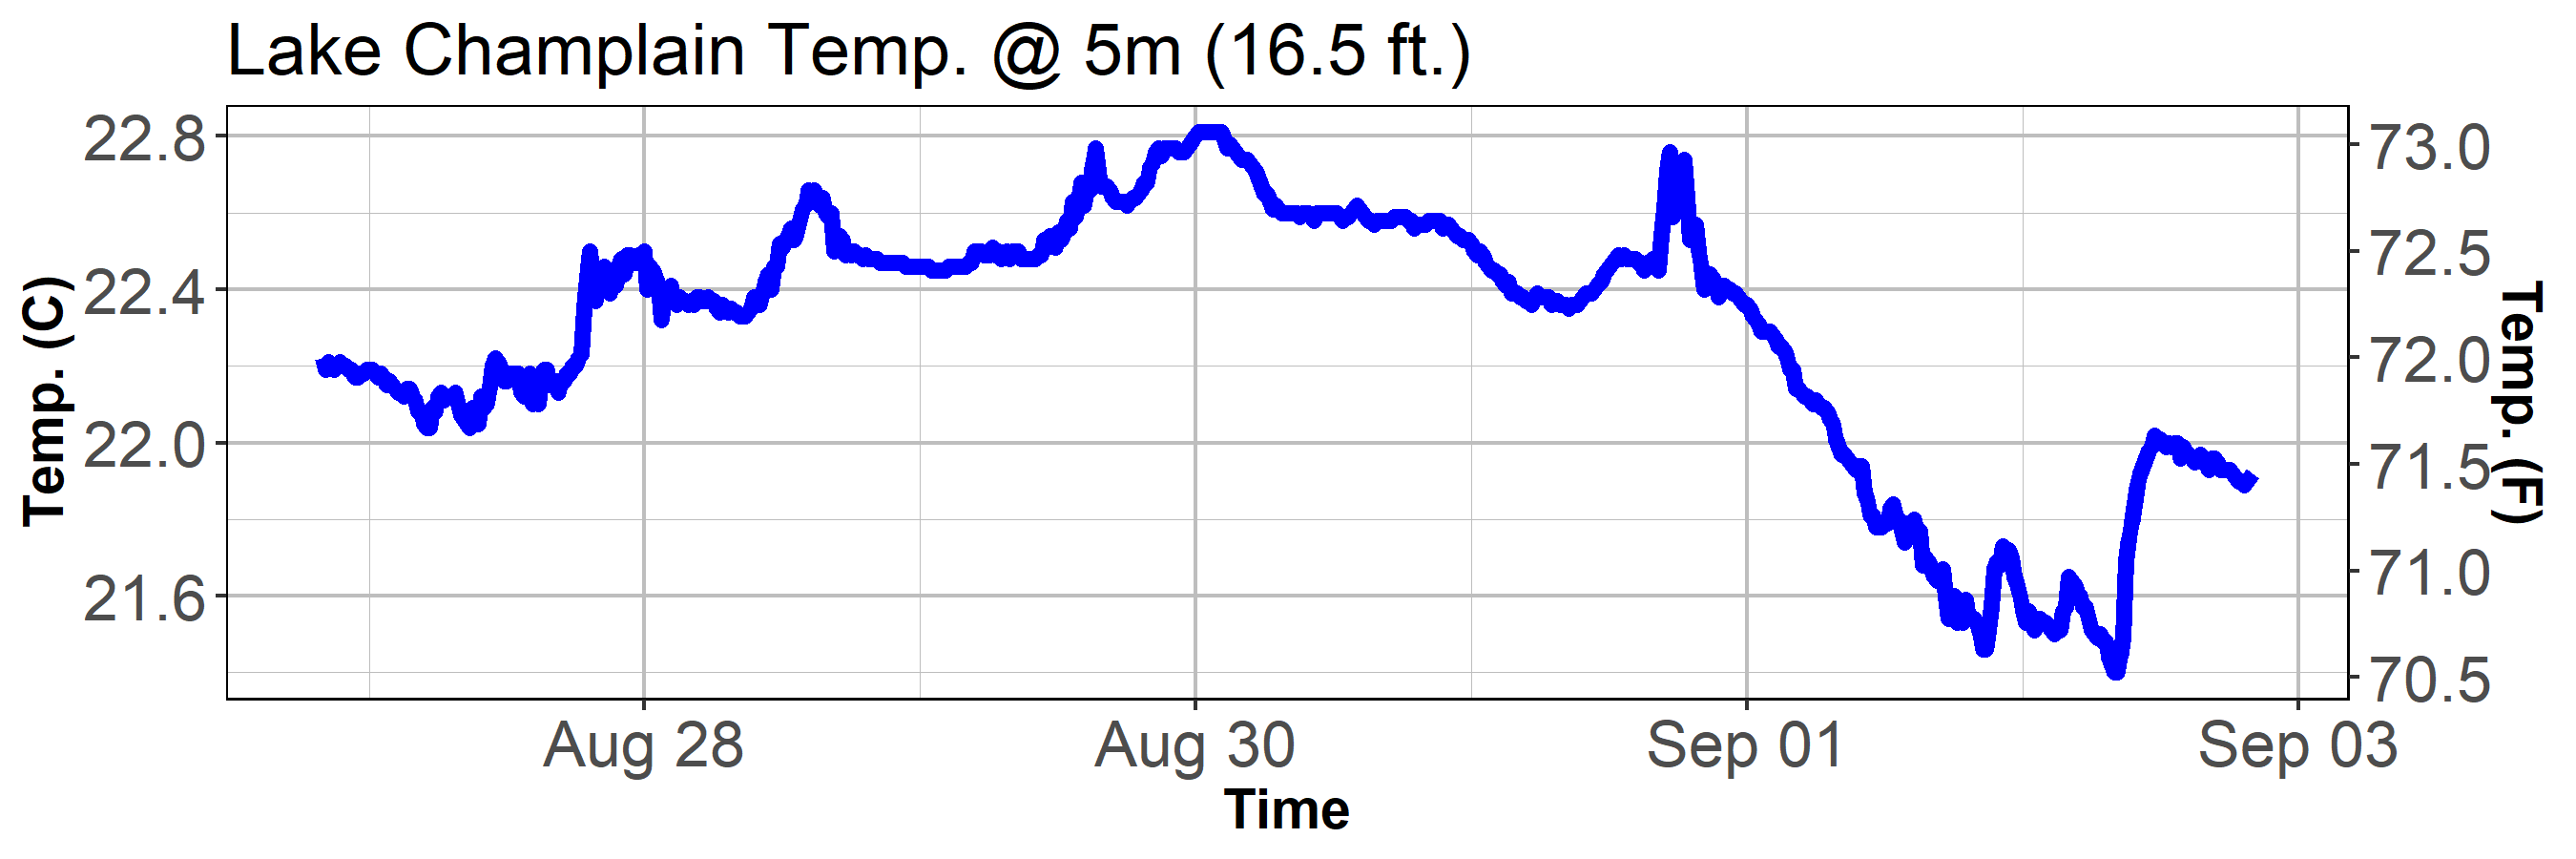 Lake Champlain Temp. @ 5m (16.5 ft.)
22.8
22.4
22.0
21.6
Temp. (C)
73.0
72.5
72.0
71.5
71.0
70.5
Temp. (F)
Aug 28 Aug 30 Sep 01 Sep 03
Time